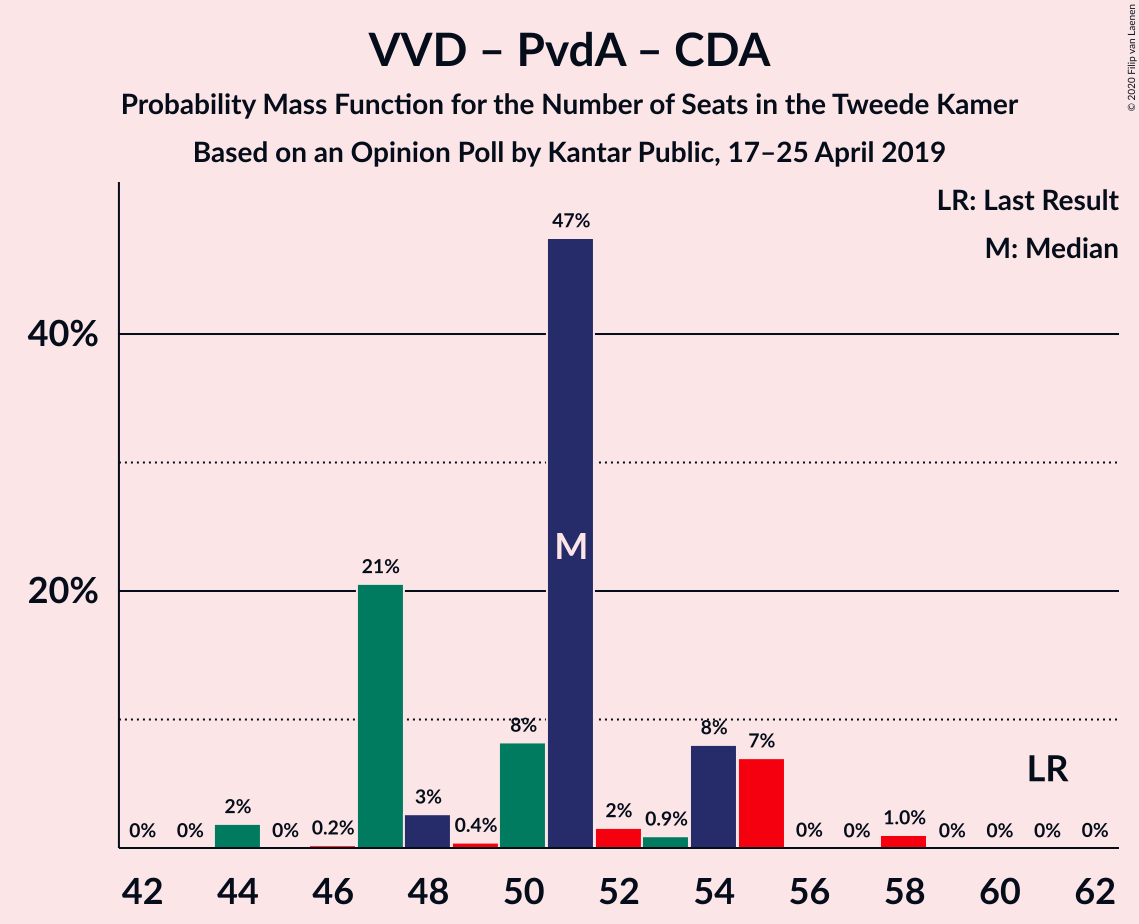 VVD – PvdA – CDA
Probability Mass Function for the Number of Seats in the Tweede Kamer
Based on an Opinion Poll by Kantar Public, 17–25 April 2019
© 2020 Filip van Laenen
LR: Last Result
M: Median
40%
20%
0% 0% 2% 0% 0.2% 21% 3% 0.4% 8% 47% 2% 0.9% 8% 7% 0% 0% 1.0% 0% 0% 0% 0%
M
LR
42 44 46 48 50 52 54 56 58 60 62